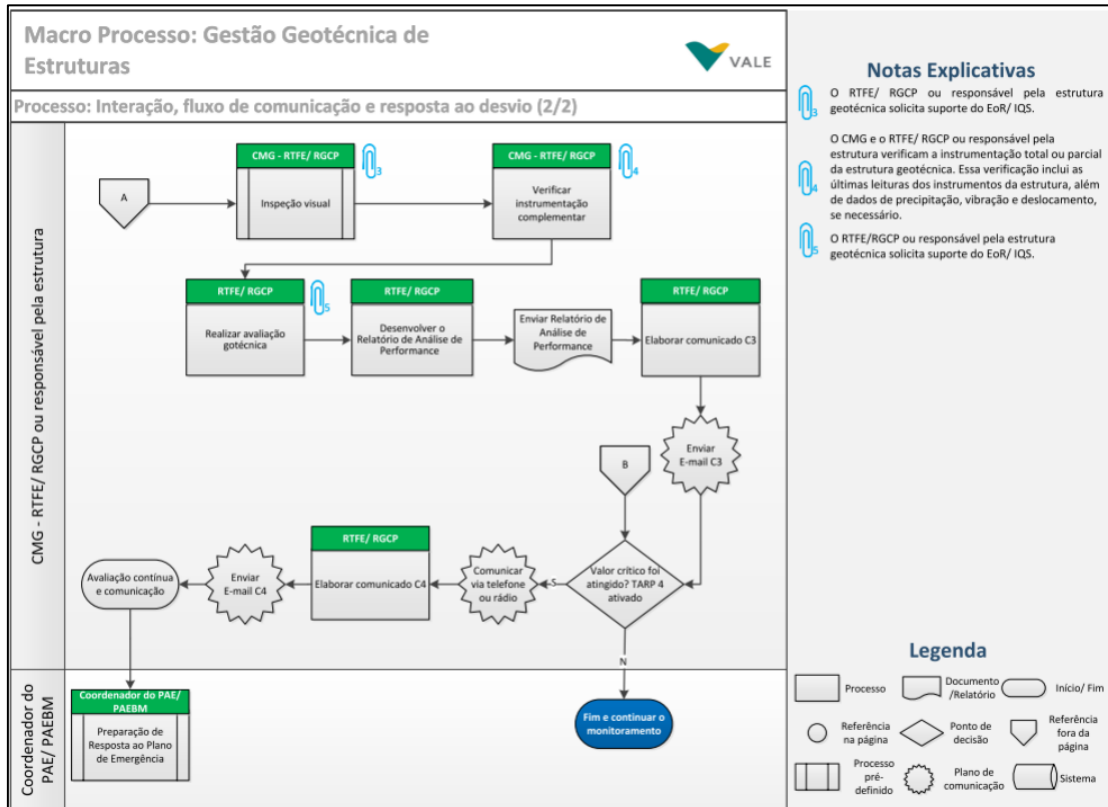 Macro Processo: Gestão Geotécnica de
Estruturas
VALE
Processo: Interação, fluxo de comunicação e resposta ao desvio (2/2)
CMG - RTFE/ RGCP ou responsável pela estrutura
A
CMG - RTFE/ RGCP
Inspeção visual
3
CMG - RTFE/ RGCP
Verificar
instrumentação
complementar
4
RTFE/ RGCP
Realizar avaliação
gotécnica
5
RTFE/ RGCP
Desenvolver o
Relatório de Análise de
Performance
Enviar Relatório de
Análise de
Performance
RTFE/ RGCP
Elaborar comunicado C3
Enviar
E-mail C3
B
Valor crítico foi
atingido? TARP 4
ativado
S
N
Comunicar
via telefone
ou rádio
RTFE/ RGCP
Elaborar comunicado C4
Enviar
E-mail C4
Avaliação contínua
e comunicação
Coordenador do
PAE/ PAEBM
Coordenador do PAE/
PAEBM
Preparação de
Resposta ao Plano
de Emergência
Fim e continuar o
monitoramento
Notas Explicativas
3
O RTFE/ RGCP ou responsável pela estrutura
geotécnica solicita suporte do EoR/ IQS.
4
O CMG e o RTFE/ RGCP ou responsável pela
estrutura verificam a instrumentação total ou parcial
da estrutura geotécnica. Essa verificação inclui as
últimas leituras dos instrumentos da estrutura, além
de dados de precipitação, vibração e deslocamento,
se necessário.
5
O RTFE/RGCP ou responsável pela estrutura
geotécnica solicita suporte do EoR/ IQS.
Legenda
Processo
Documento
/Relatório
Início/ Fim
Referência
na página
Ponto de
decisão
Referência
fora da
página
Processo
pré-
definido
Plano de
comunicação
Sistema